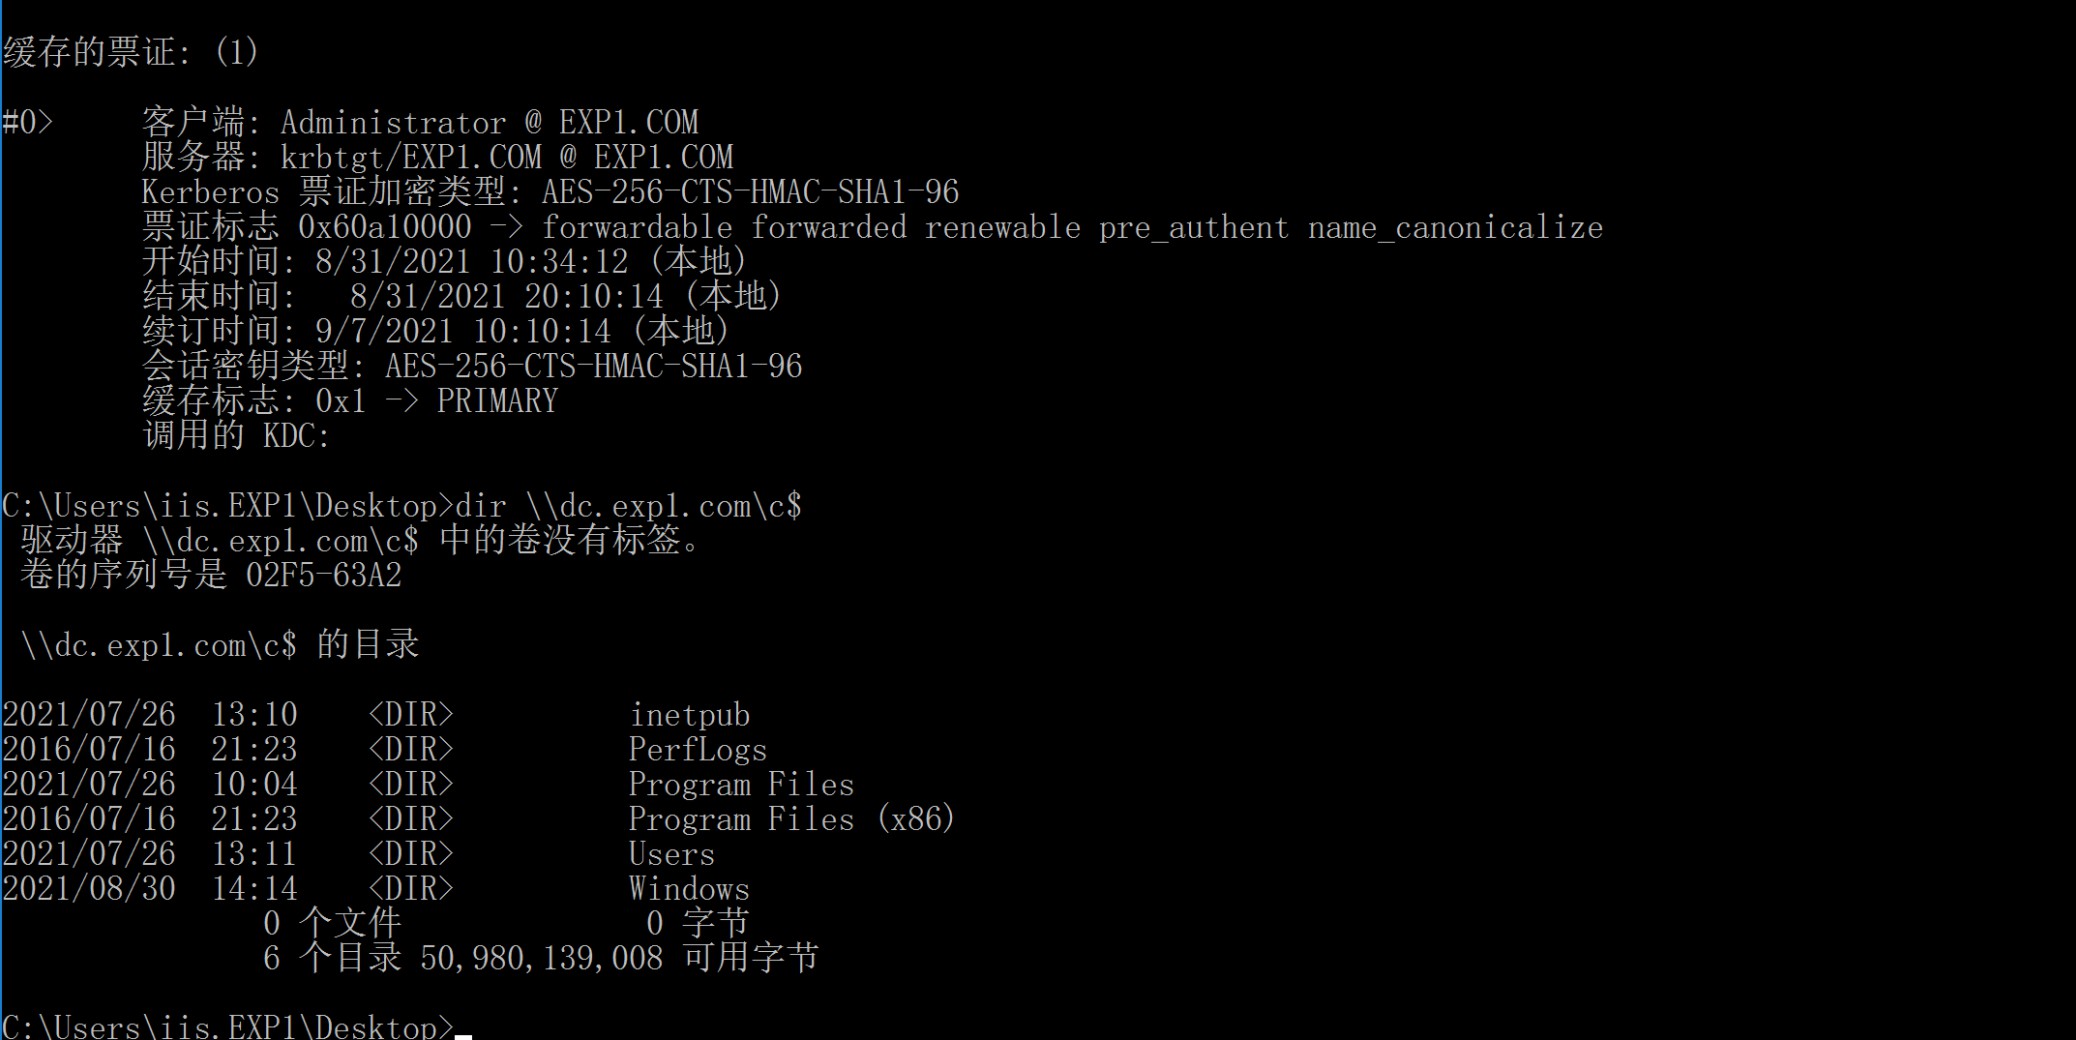 缓存的票证: (1)
#0> 客户端: Administrator @ EXP1.COM
服务器: krbtgt/EXP1.COM @ EXP1.COM
Kerberos 票证加密类型: AES-256-CTS-HMAC-SHA1-96
票证标志 0x60a10000 -> forwardable forwarded renewable pre_authent name_canonicalize
开始时间: 8/31/2021 10:34:12 (本地)
结束时间: 8/31/2021 20:10:14 (本地)
续订时间: 9/7/2021 10:10:14 (本地)
会话密钥类型: AES-256-CTS-HMAC-SHA1-96
缓存标志: 0x1 -> PRIMARY
调用的 KDC:
C:\Users\iis.EXP1\Desktop>dir \\dc.exp1.com\c$
驱动器 \\dc.exp1.com\c$ 中的卷没有标签。
卷的序列号是 02F5-63A2
\\dc.exp1.com\c$ 的目录
2021/07/26 13:10 <DIR> inetpub
2016/07/16 21:23 <DIR> PerfLogs
2021/07/26 10:04 <DIR> Program Files
2016/07/16 21:23 <DIR> Program Files (x86)
2021/07/26 13:11 <DIR> Users
2021/08/30 14:14 <DIR> Windows
0 个文件 0 字节
6 个目录 50,980,139,008 可用字节
C:\Users\iis.EXP1\Desktop>